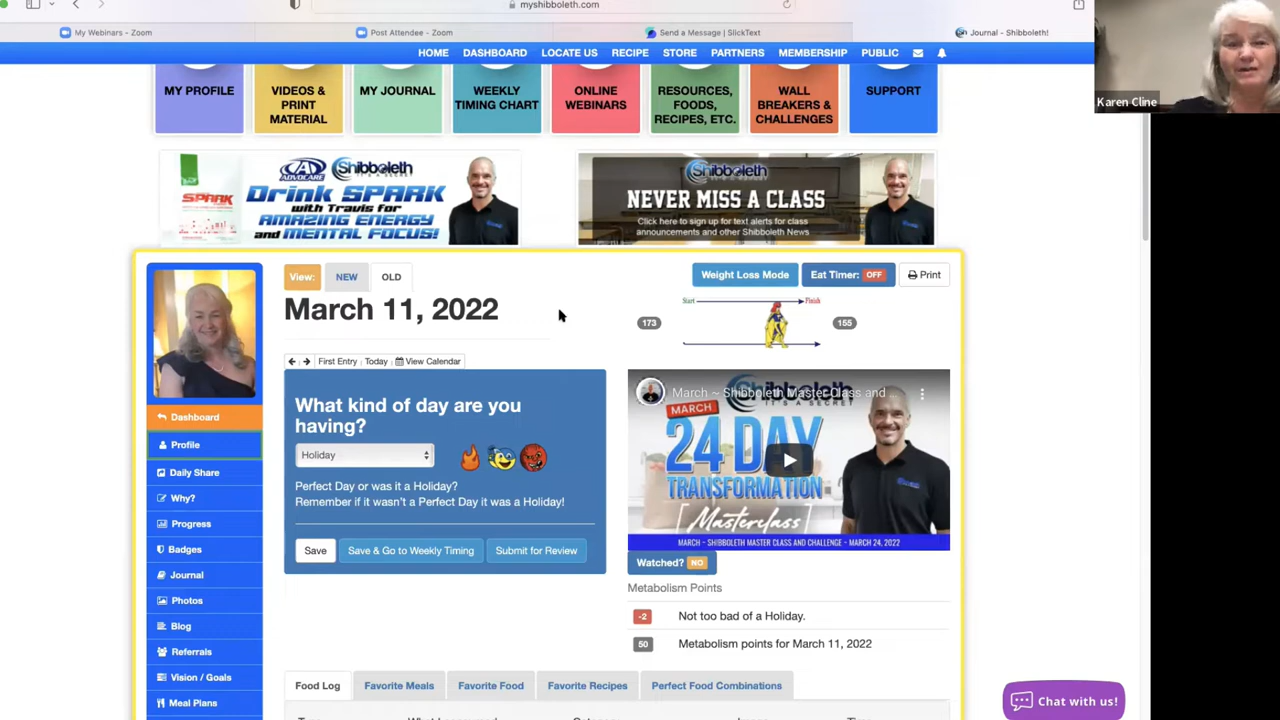 myshibboleth.com
My Webinars - Zoom
Post Attendee - Zoom
Send a Message | SlickText
Journal - Shibboleth!
HOME DASHBOARD LOCATE US RECIPE STORE PARTNERS MEMBERSHIP PUBLIC
Karen Cline
MY PROFILE
VIDEOS &
PRINT
MATERIAL
MY JOURNAL
WEEKLY
TIMING CHART
ONLINE
WEBINARS
RESOURCES,
FOODS,
RECIPES, ETC.
WALL
BREAKERS &
CHALLENGES
SUPPORT
SPARK
ADVOCARE
Shibboleth
DRINK SPARK
with Travis for
AMAZING ENERGY
and MENTAL FOCUS!
Shibboleth
IT'S A SECRET
NEVER MISS A CLASS
Click here to sign up for text alerts for class
announcements and other Shibboleth News
View: NEW OLD
Weight Loss Mode
Eat Timer: OFF
Print
March 11, 2022
Start Finish
173 155
First Entry Today View Calendar
What kind of day are you
having?
Holiday
Perfect Day or was it a Holiday?
Remember if it wasn't a Perfect Day it was a Holiday!
Save Save & Go to Weekly Timing Submit for Review
Dashboard
Profile
Daily Share
Why?
Progress
Badges
Journal
Photos
Blog
Referrals
Vision / Goals
Meal Plans
March ~ Shibboleth Master Class and ...
Shibboleth
IT'S A SECRET
MARCH
24 DAY
TRANSFORMATION
Masterclass
MARCH ~ SHIBBOLETH MASTER CLASS AND CHALLENGE - MARCH 24, 2022
Watched? NO
Metabolism Points
-2 Not too bad of a Holiday.
50 Metabolism points for March 11, 2022
Food Log Favorite Meals Favorite Food Favorite Recipes Perfect Food Combinations
Chat with us!